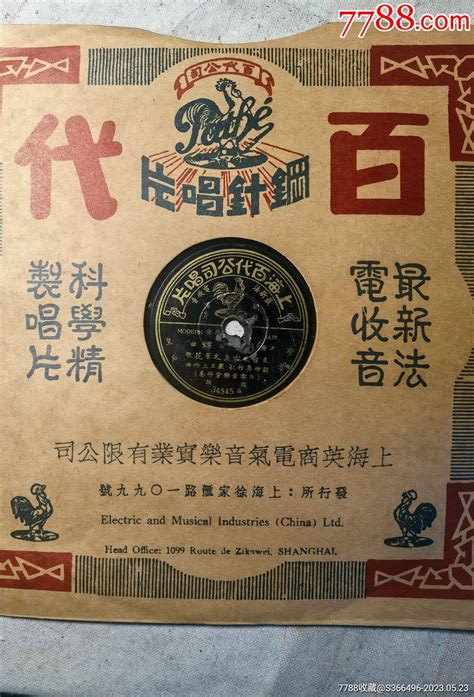 7788.com
百代公司
Pathé
鋼針唱片
百代
最新法
電收音
科學精
製唱片
上海百代公司唱片
MODERN
34545
上海英商電氣音樂實業有限公司
發行所：上海徐家匯路一〇九九號
Electric and Musical Industries (China) Ltd.
Head Office: 1099 Route de Zikawei, SHANGHAI.
7788收藏@S366496-2023.05.23